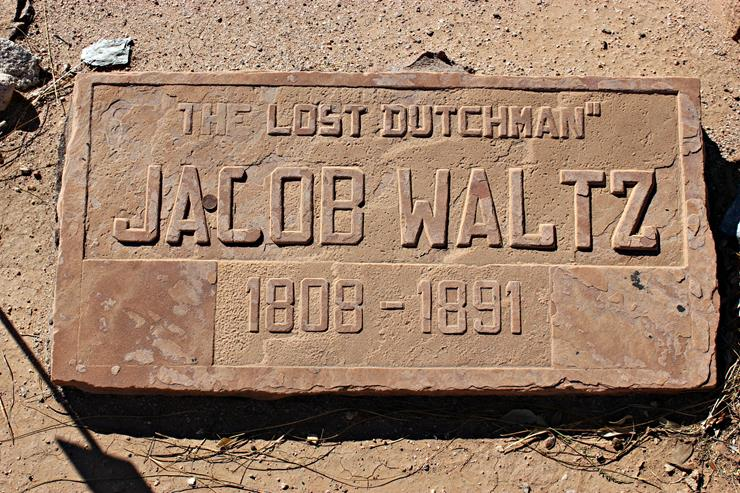 "THE LOST DUTCHMAN"
JACOB WALTZ
1808 - 1891